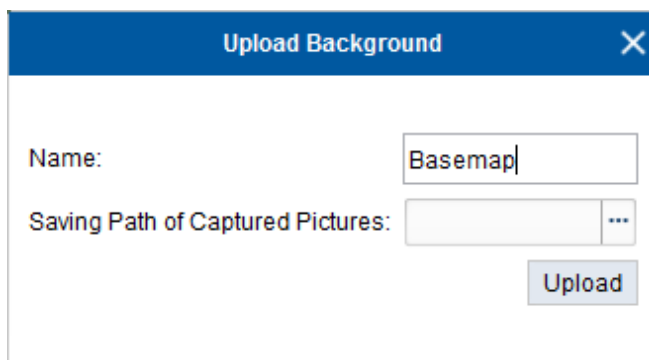 Upload Background
Name:
Basemap
Saving Path of Captured Pictures:
...
Upload